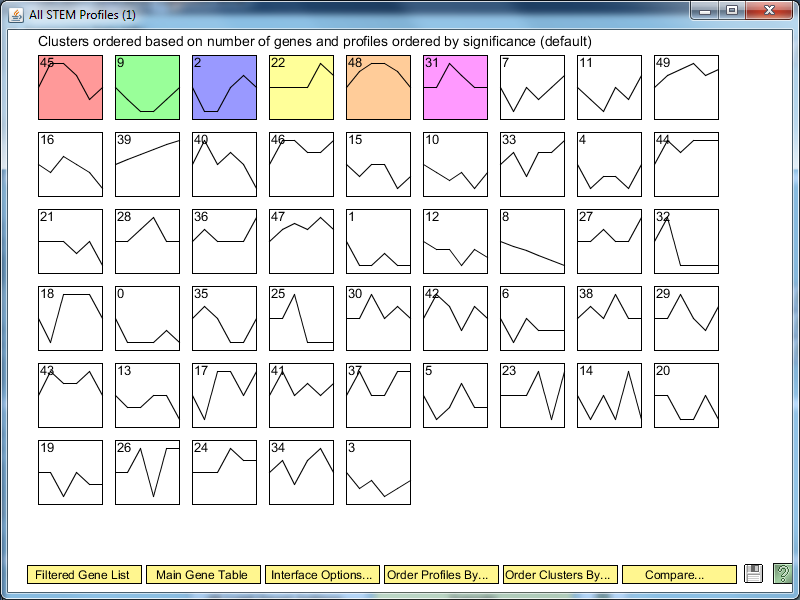 All STEM Profiles (1)
Clusters ordered based on number of genes and profiles ordered by significance (default)
45 9 2 22 48 31 7 11 49
16 39 40 46 15 10 33 4 44
21 28 36 47 1 12 8 27 32
18 0 35 25 30 42 6 38 29
43 13 17 41 37 5 23 14 20
19 26 24 34 3
Filtered Gene List Main Gene Table Interface Options... Order Profiles By... Order Clusters By... Compare... ?